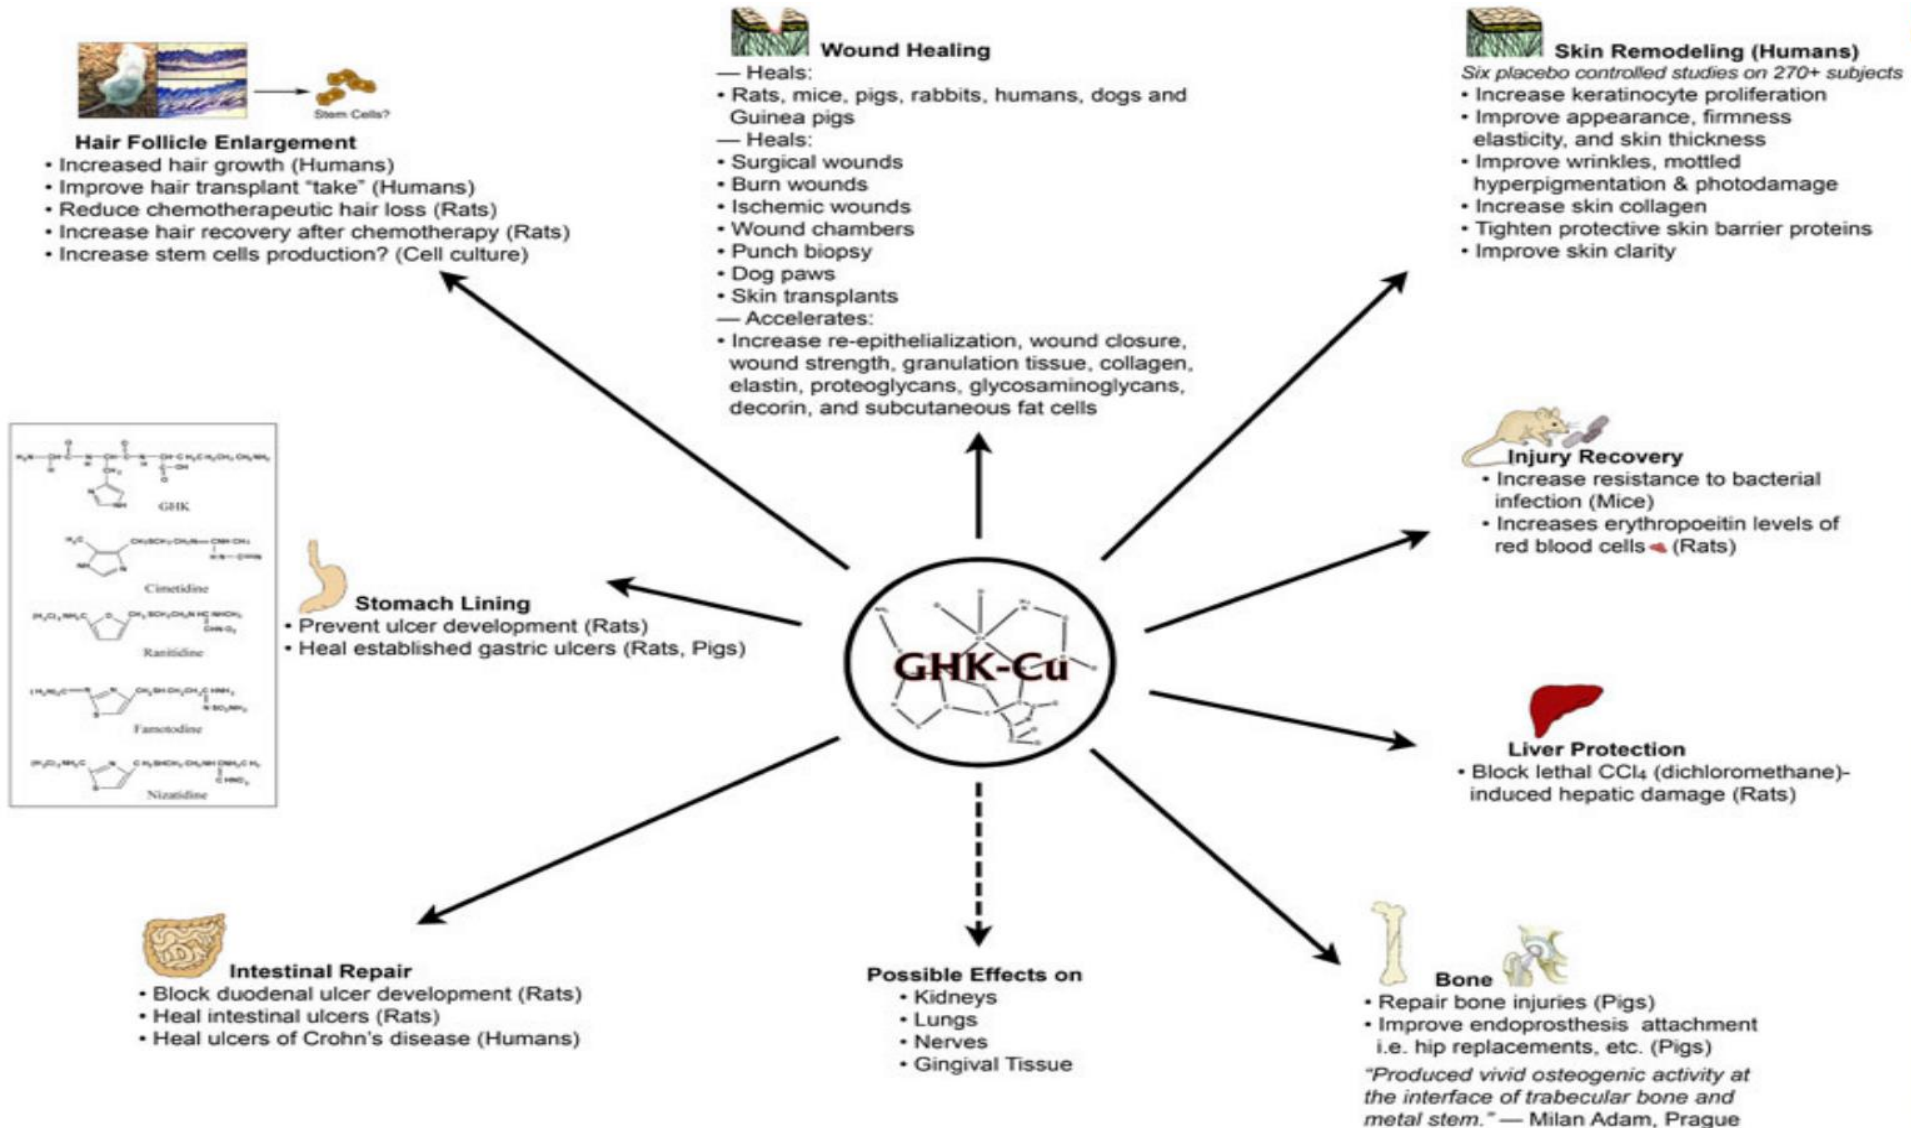 Stem Cells?
Hair Follicle Enlargement
• Increased hair growth (Humans)
• Improve hair transplant “take” (Humans)
• Reduce chemotherapeutic hair loss (Rats)
• Increase hair recovery after chemotherapy (Rats)
• Increase stem cells production? (Cell culture)
Wound Healing
— Heals:
• Rats, mice, pigs, rabbits, humans, dogs and
Guinea pigs
— Heals:
• Surgical wounds
• Burn wounds
• Ischemic wounds
• Wound chambers
• Punch biopsy
• Dog paws
• Skin transplants
— Accelerates:
• Increase re-epithelialization, wound closure,
wound strength, granulation tissue, collagen,
elastin, proteoglycans, glycosaminoglycans,
decorin, and subcutaneous fat cells
Skin Remodeling (Humans)
Six placebo controlled studies on 270+ subjects
• Increase keratinocyte proliferation
• Improve appearance, firmness
elasticity, and skin thickness
• Improve wrinkles, mottled
hyperpigmentation & photodamage
• Increase skin collagen
• Tighten protective skin barrier proteins
• Improve skin clarity
GHK
Cimetidine
Ranitidine
Famotodine
Nizatidine
Stomach Lining
• Prevent ulcer development (Rats)
• Heal established gastric ulcers (Rats, Pigs)
GHK-Cu
Injury Recovery
• Increase resistance to bacterial
infection (Mice)
• Increases erythropoeitin levels of
red blood cells (Rats)
Liver Protection
• Block lethal CCl₄ (dichloromethane)-
induced hepatic damage (Rats)
Intestinal Repair
• Block duodenal ulcer development (Rats)
• Heal intestinal ulcers (Rats)
• Heal ulcers of Crohn’s disease (Humans)
Possible Effects on
• Kidneys
• Lungs
• Nerves
• Gingival Tissue
Bone
• Repair bone injuries (Pigs)
• Improve endoprosthesis attachment
i.e. hip replacements, etc. (Pigs)
“Produced vivid osteogenic activity at
the interface of trabecular bone and
metal stem.” — Milan Adam, Prague